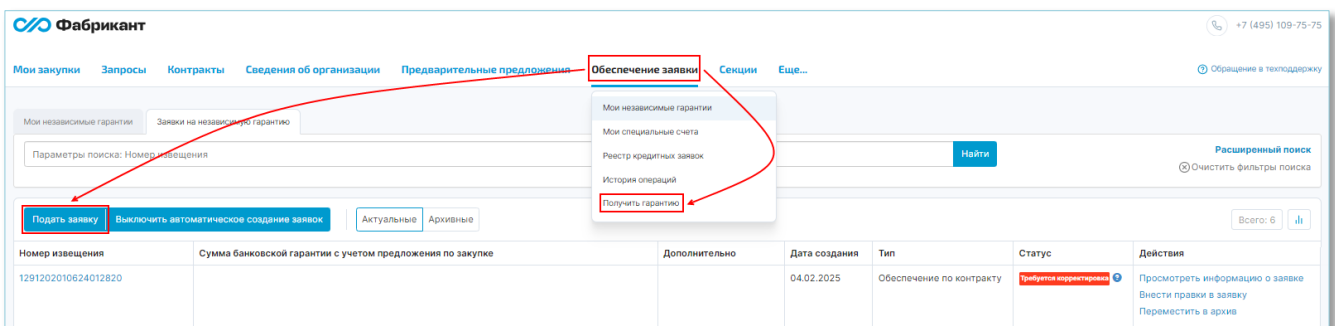 Фабрикант
+7 (495) 109-75-75
Мои закупки Запросы Контракты Сведения об организации Предварительные предложения Обеспечение заявки Секции Еще...
Обращение в техподдержку
Мои независимые гарантии
Мои специальные счета
Реестр кредитных заявок
История операций
Получить гарантию
Мои независимые гарантии Заявки на независимую гарантию
Параметры поиска: Номер извещения
Найти
Расширенный поиск
Очистить фильтры поиска
Подать заявку Выключить автоматическое создание заявок Актуальные Архивные
Всего: 6
Номер извещения Сумма банковской гарантии с учетом предложения по закупке Дополнительно Дата создания Тип Статус Действия
1291202010624012820 04.02.2025 Обеспечение по контракту Требуется корректировка Просмотреть информацию о заявке
Внести правки в заявку
Переместить в архив